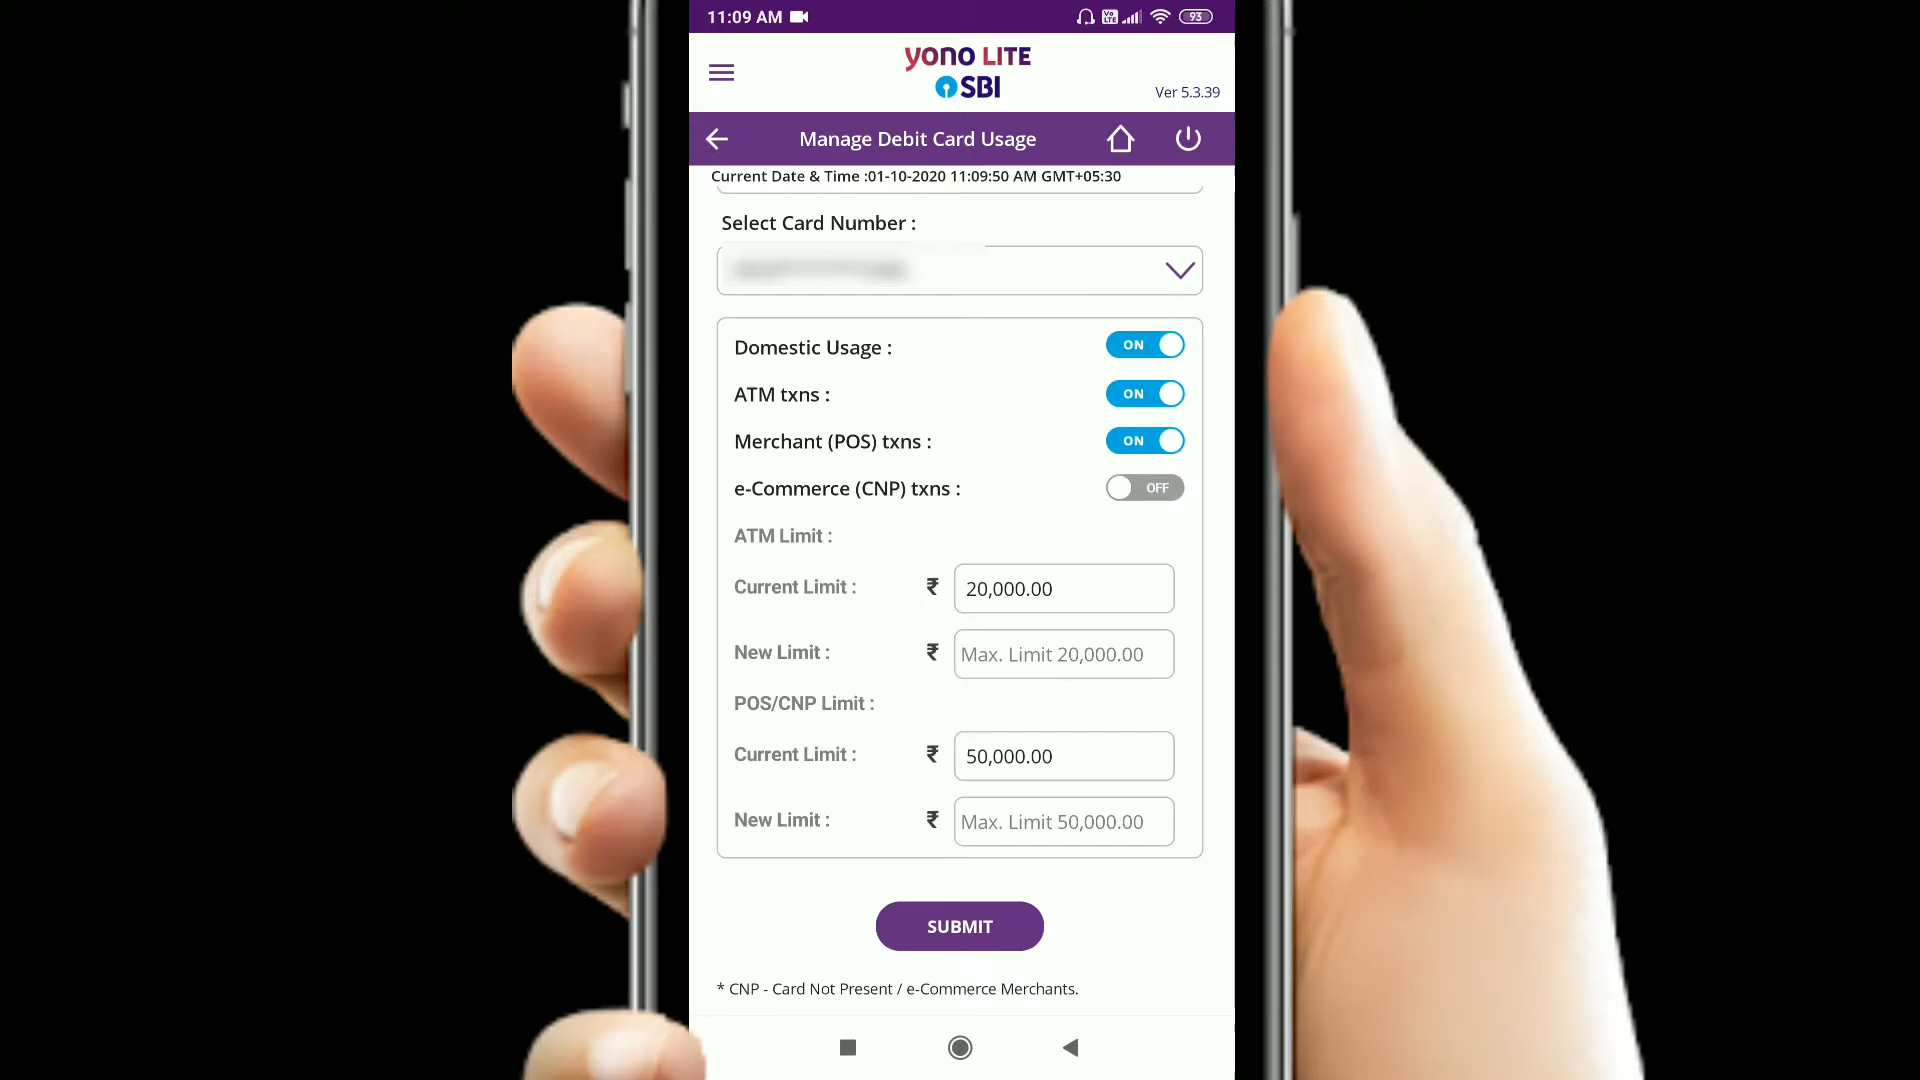 11:09 AM
Vo LTE
93
yono LITE
SBI
Ver 5.3.39
Manage Debit Card Usage
Current Date & Time :01-10-2020 11:09:50 AM GMT+05:30
Select Card Number :
Domestic Usage : ON
ATM txns : ON
Merchant (POS) txns : ON
e-Commerce (CNP) txns : OFF
ATM Limit :
Current Limit : ₹ 20,000.00
New Limit : ₹ Max. Limit 20,000.00
POS/CNP Limit :
Current Limit : ₹ 50,000.00
New Limit : ₹ Max. Limit 50,000.00
SUBMIT
* CNP - Card Not Present / e-Commerce Merchants.